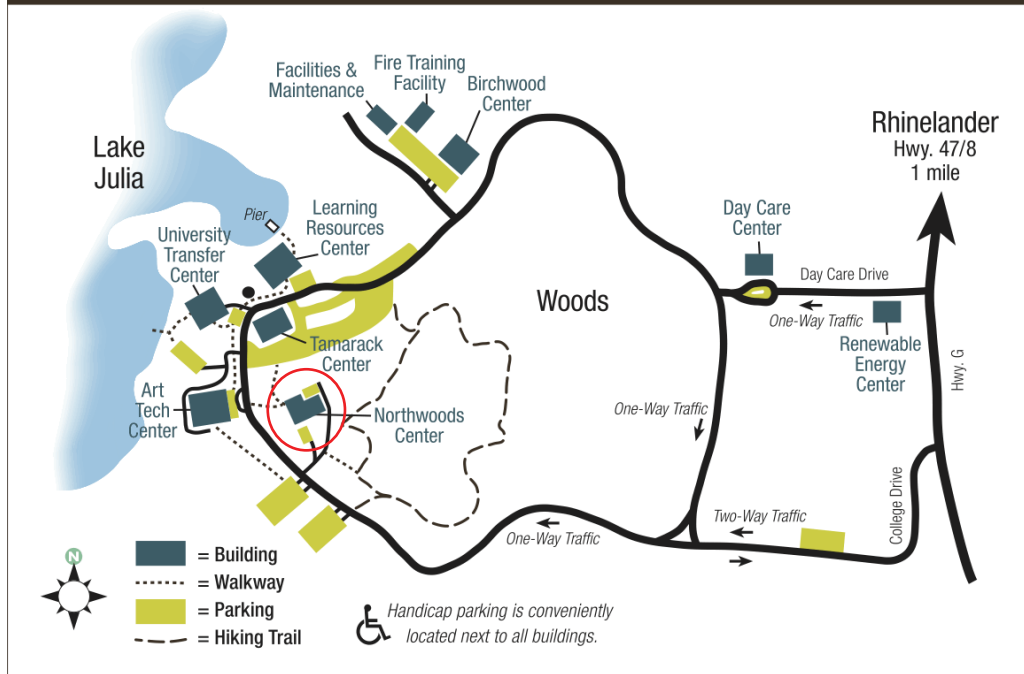 Facilities &
Maintenance
Fire Training
Facility
Birchwood
Center
Rhinelander
Hwy. 47/8
1 mile
Lake
Julia
Pier
Learning
Resources
Center
University
Transfer
Center
Day Care
Center
Day Care Drive
One-Way Traffic
Woods
Renewable
Energy
Center
Hwy. G
Tamarack
Center
Art
Tech
Center
Northwoods
Center
One-Way Traffic
College Drive
Two-Way Traffic
One-Way Traffic
N
= Building
= Walkway
= Parking
= Hiking Trail
Handicap parking is conveniently
located next to all buildings.